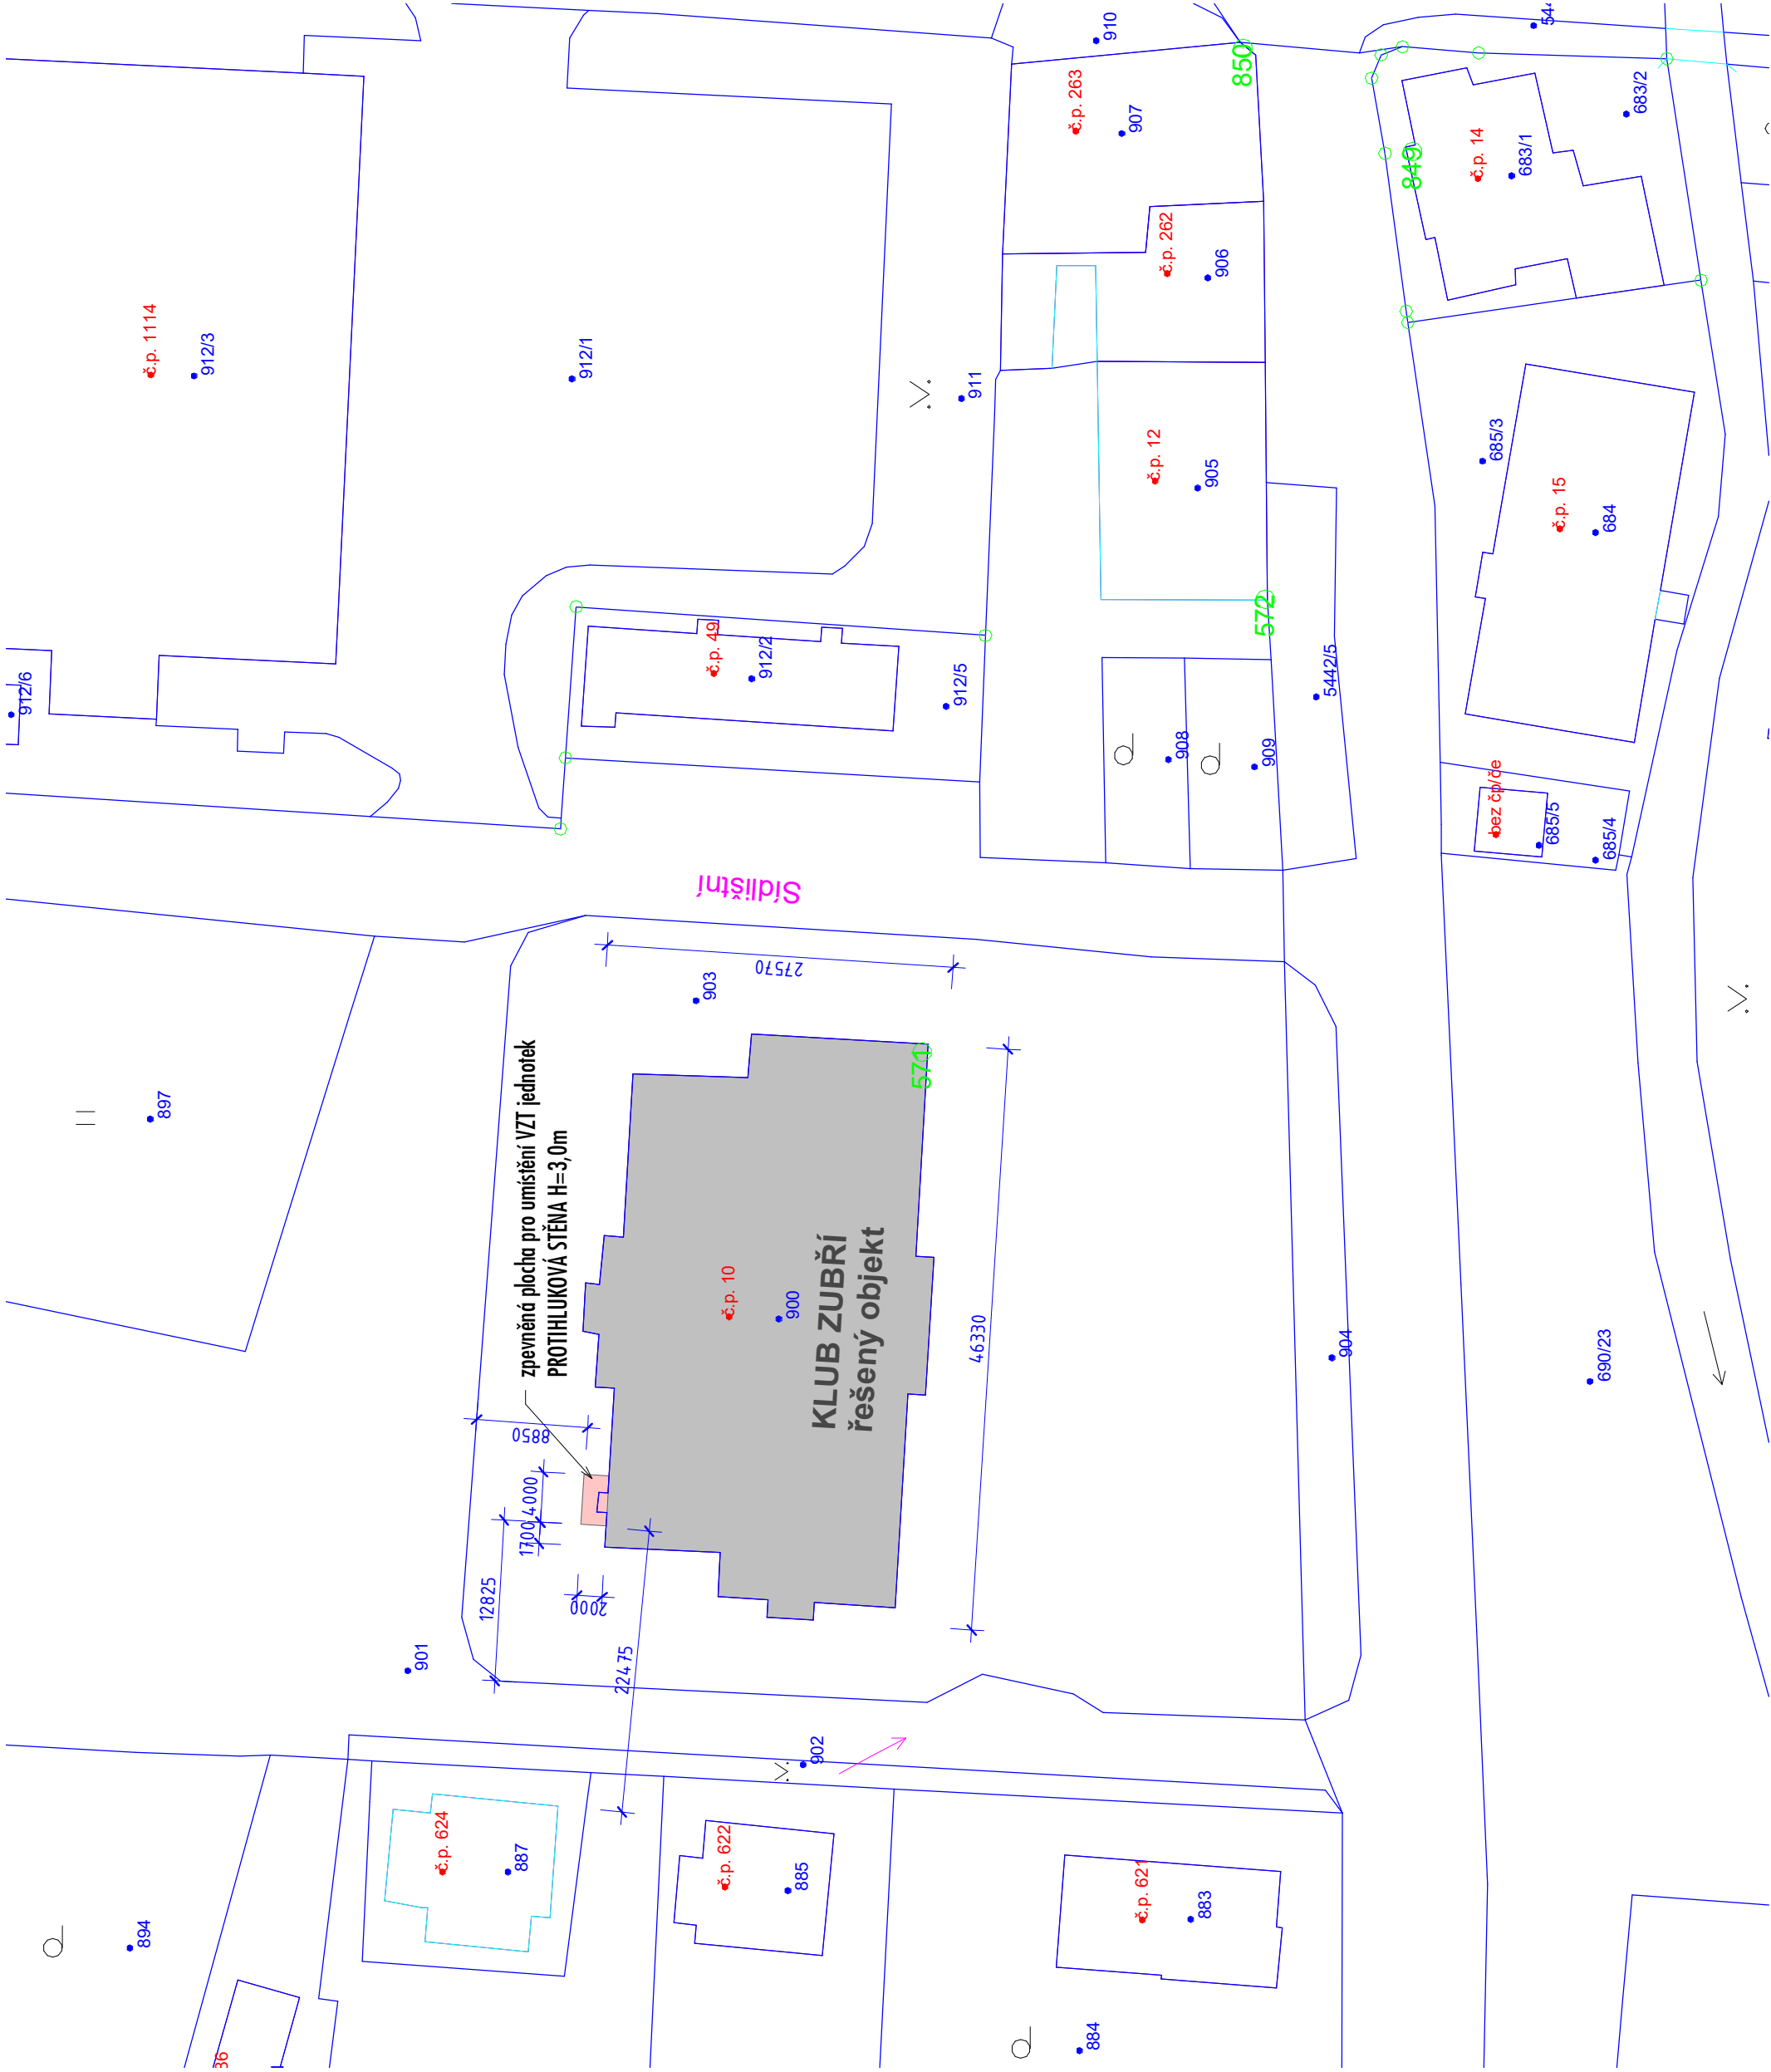 910
544
850
č.p. 263
907
683/2
č.p. 14
683/1
849
č.p. 262
906
č.p. 1114
912/3
912/1
911
č.p. 12
905
685/3
č.p. 15
684
572
č.p. 49
912/2
912/5
912/6
5442/5
908
909
bez čp/če
685/5
685/4
Sídlištní
27570
903
571
897
zpevněná plocha pro umístění VZT jednotek
PROTIHLUKOVÁ STĚNA H=3,0m
č.p. 10
900
KLUB ZUBŘÍ
řešený objekt
46330
904
690/23
8850
4000
1700
12825
2000
22475
901
902
č.p. 624
887
č.p. 622
885
č.p. 621
883
894
884
36